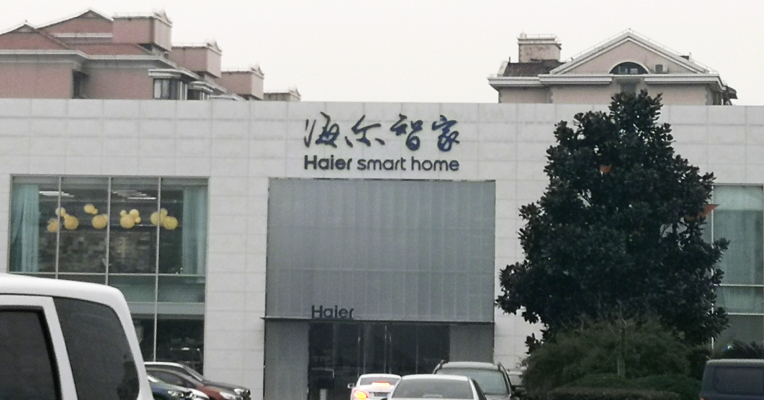 海尔智家
Haier smart home
Haier